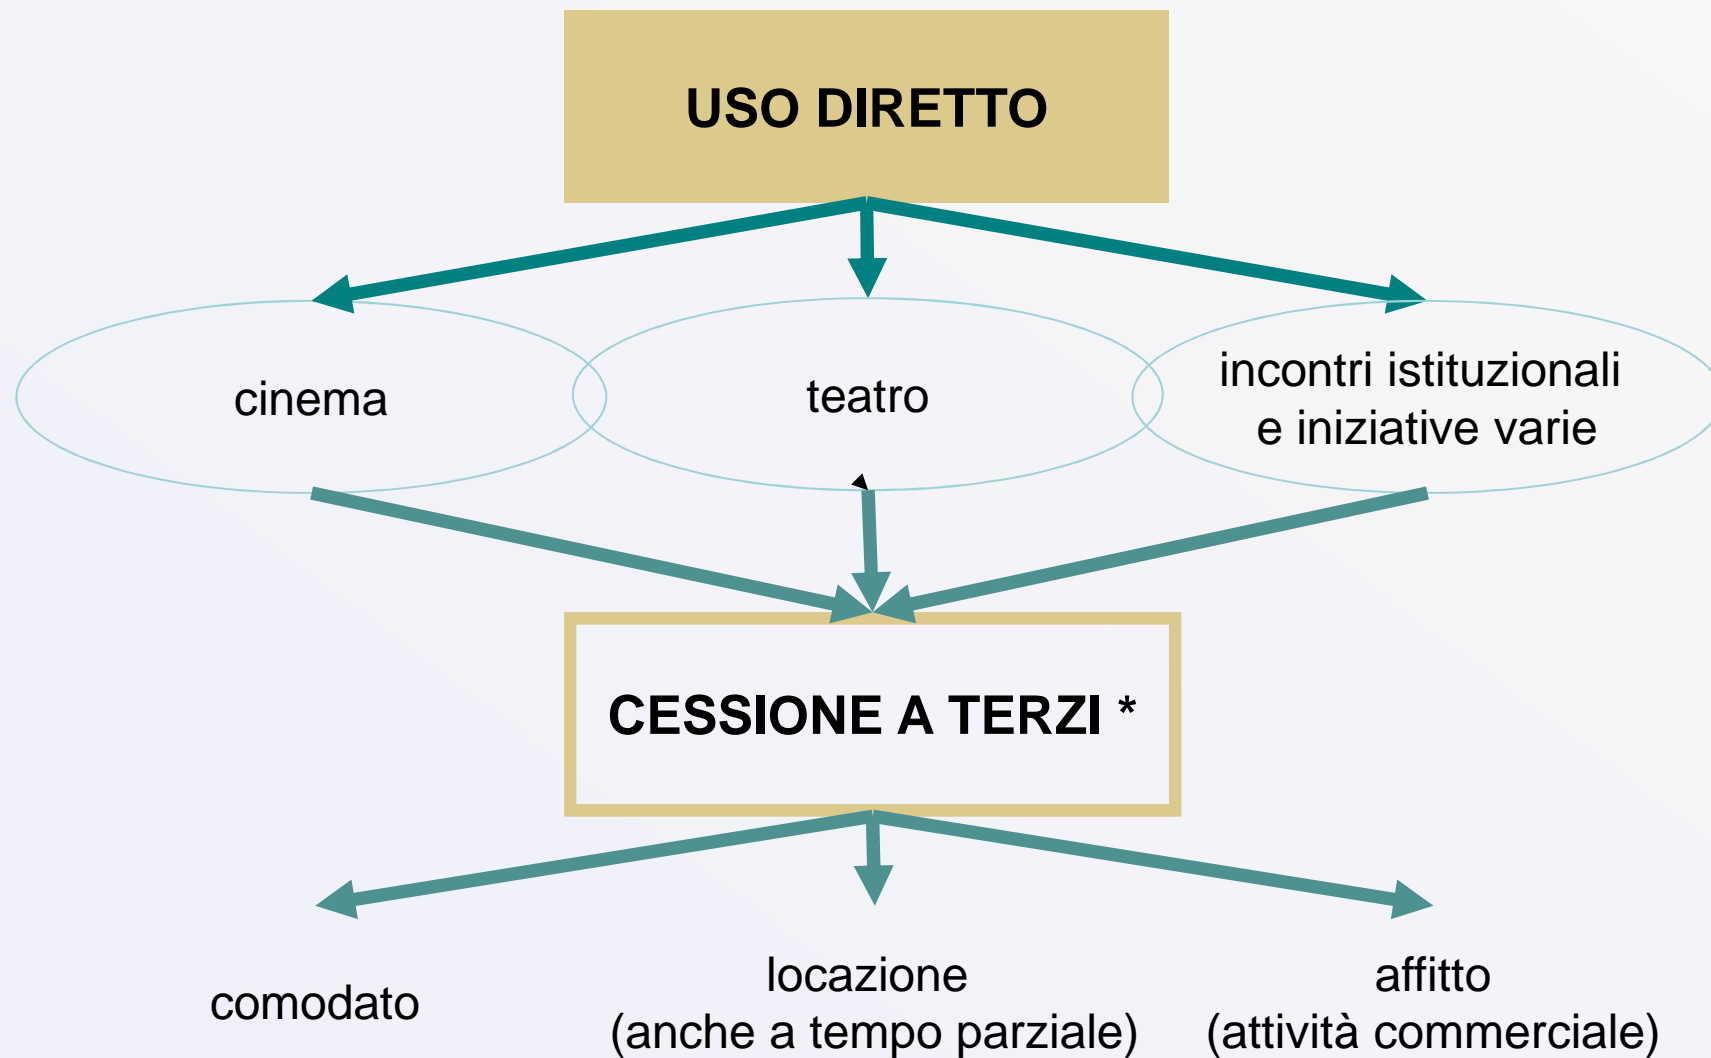 USO DIRETTO
cinema
teatro
incontri istituzionali
e iniziative varie
CESSIONE A TERZI *
comodato
locazione
(anche a tempo parziale)
affitto
(attività commerciale)